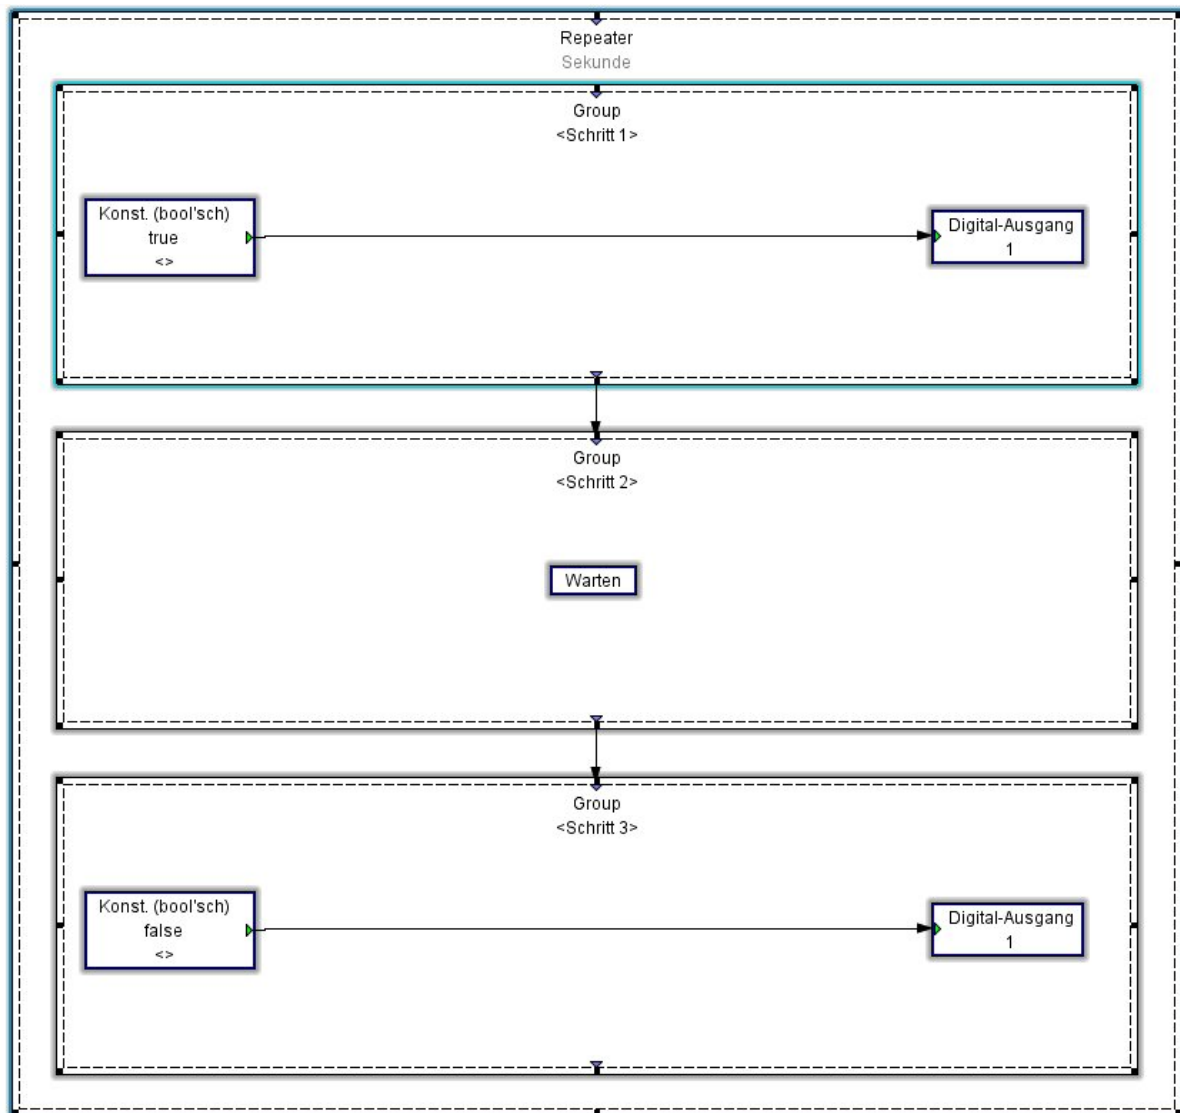 Repeater
Sekunde
Group
<Schritt 1>
Konst. (bool'sch)
true
<>
Digital-Ausgang
1
Group
<Schritt 2>
Warten
Group
<Schritt 3>
Konst. (bool'sch)
false
<>
Digital-Ausgang
1